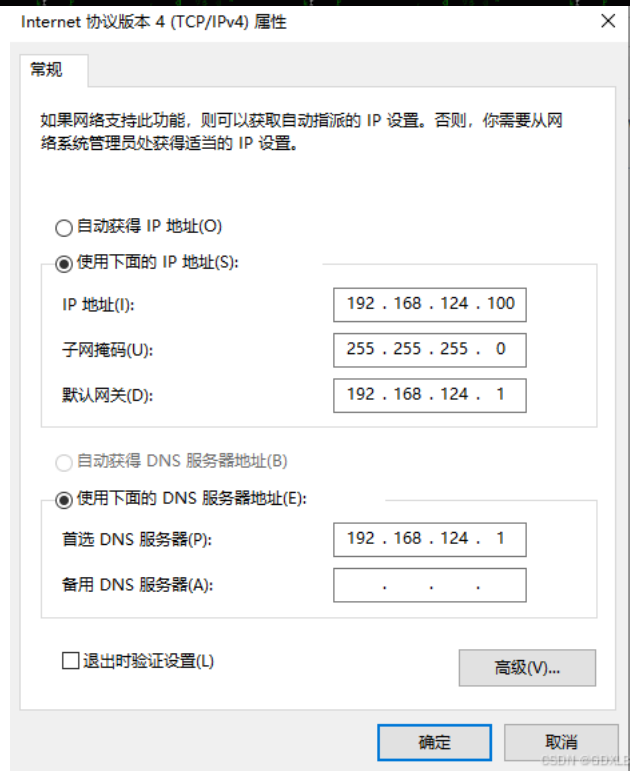 Internet 协议版本 4 (TCP/IPv4) 属性
常规
如果网络支持此功能，则可以获取自动指派的 IP 设置。否则，你需要从网
络系统管理员处获得适当的 IP 设置。
自动获得 IP 地址(O)
使用下面的 IP 地址(S):
IP 地址(I): 192 . 168 . 124 . 100
子网掩码(U): 255 . 255 . 255 . 0
默认网关(D): 192 . 168 . 124 . 1
自动获得 DNS 服务器地址(B)
使用下面的 DNS 服务器地址(E):
首选 DNS 服务器(P): 192 . 168 . 124 . 1
备用 DNS 服务器(A): . . .
退出时验证设置(L)
高级(V)...
确定 取消
CSDN